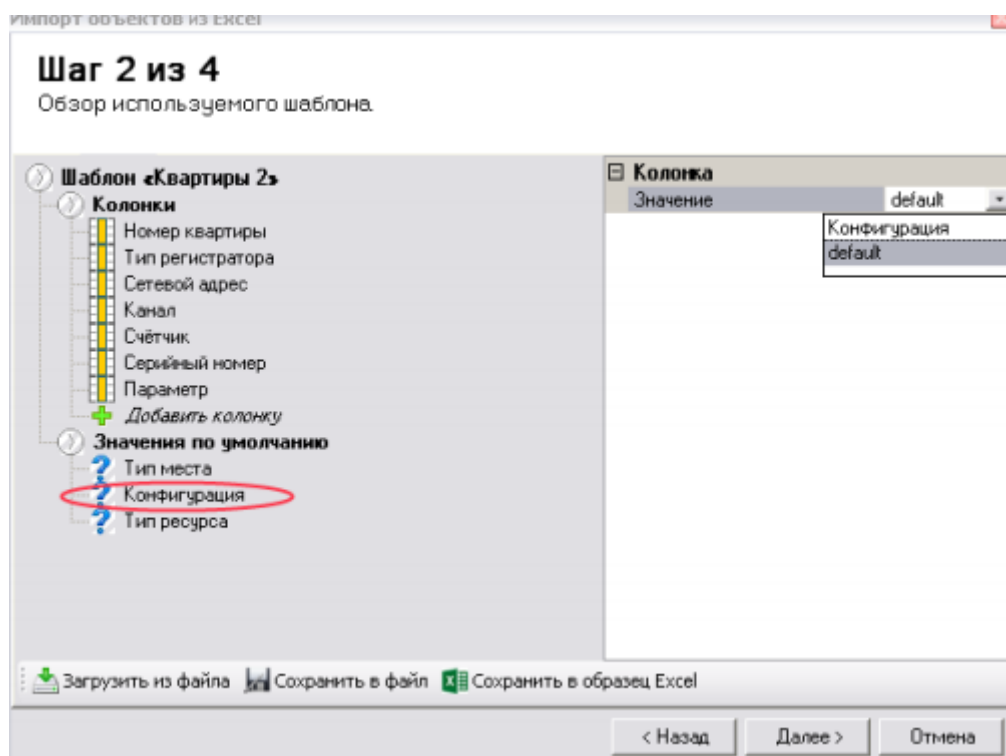 Импорт объектов из Excel
Шаг 2 из 4
Обзор используемого шаблона.
Шаблон «Квартиры 2»
Колонки
Номер квартиры
Тип регистратора
Сетевой адрес
Канал
Счётчик
Серийный номер
Параметр
Добавить колонку
Значения по умолчанию
Тип места
Конфигурация
Тип ресурса
Колонка
Значение default
Конфигурация
default
Загрузить из файла Сохранить в файл Сохранить в образец Excel
< Назад Далее > Отмена